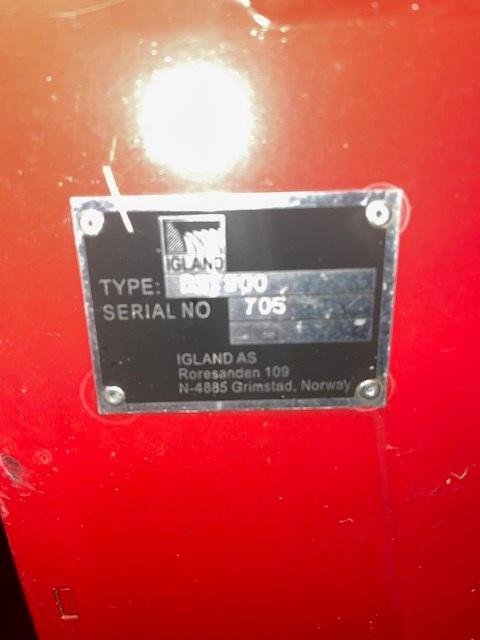 IGLAND
TYPE:
SERIAL NO 705
IGLAND AS
Roresanden 109
N-4885 Grimstad, Norway